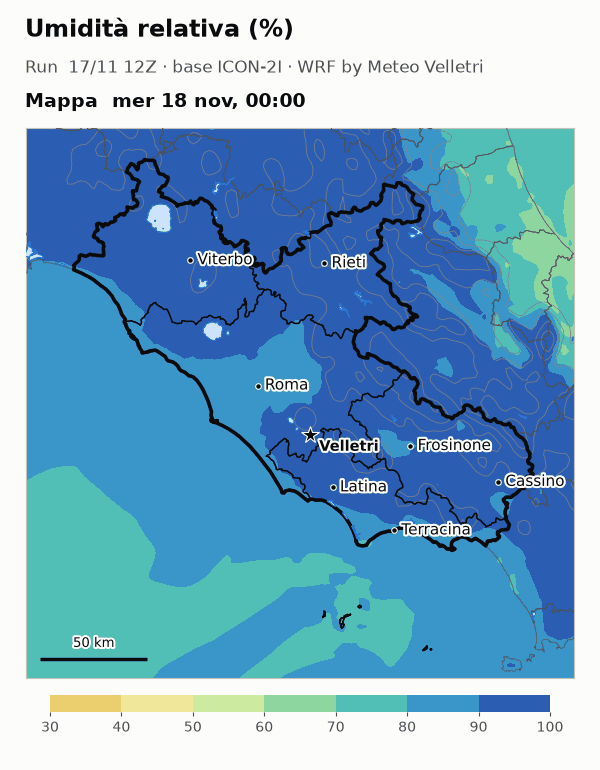 Umidità relativa (%)
Run 17/11 12Z · base ICON-2I · WRF by Meteo Velletri
Mappa mer 18 nov, 00:00
Viterbo
Rieti
Roma
Velletri
Frosinone
Latina
Cassino
Terracina
50 km
30 40 50 60 70 80 90 100